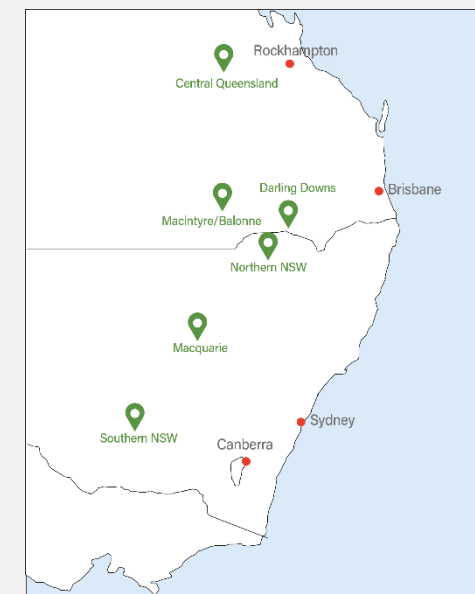 Rockhampton
Central Queensland
Darling Downs
Brisbane
Macintyre/Balonne
Northern NSW
Macquarie
Sydney
Southern NSW
Canberra